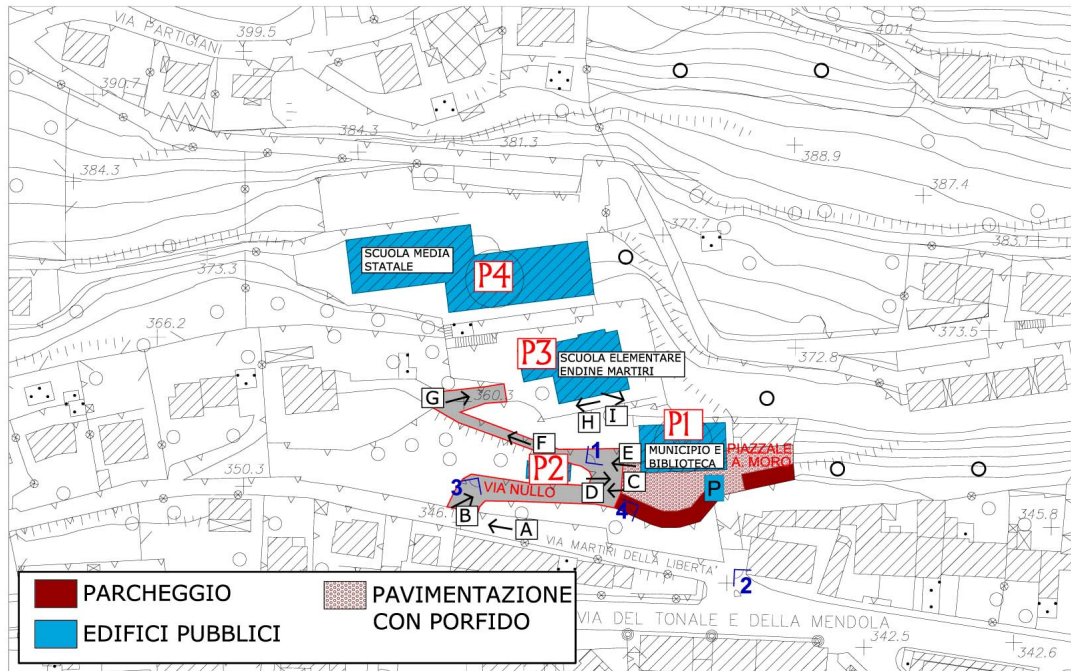 VIA PARTIGIANI
399.5
401.4
390.7
384.3
381.3
388.9
384.3
387.4
377.7
383.1
SCUOLA MEDIA
STATALE
P4
373.3
366.2
373.5
372.8
P3
SCUOLA ELEMENTARE
ENDINE MARTIRI
G
360.3
H
I
P1
F
1
E
MUNICIPIO E
BIBLIOTECA
PIAZZALE
A. MORO
350.3
P2
3
VIA NULLO
D
C
P
346.
B
4
A
345.8
VIA MARTIRI DELLA LIBERTA'
2
PARCHEGGIO
PAVIMENTAZIONE
CON PORFIDO
EDIFICI PUBBLICI
VIA DEL TONALE E DELLA MENDOLA
342.5
342.6